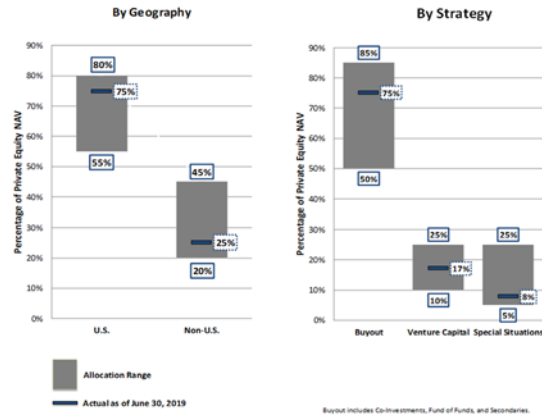 By Geography
90%
80%
70%
60%
50%
40%
30%
20%
10%
0%
Percentage of Private Equity NAV
80%
75%
55%
45%
25%
20%
U.S.
Non-U.S.
Allocation Range
Actual as of June 30, 2019
By Strategy
90%
80%
70%
60%
50%
40%
30%
20%
10%
0%
Percentage of Private Equity NAV
85%
75%
50%
25%
17%
10%
25%
8%
5%
Buyout
Venture Capital
Special Situations
Buyout includes Co-Investments, Fund of Funds, and Secondaries.